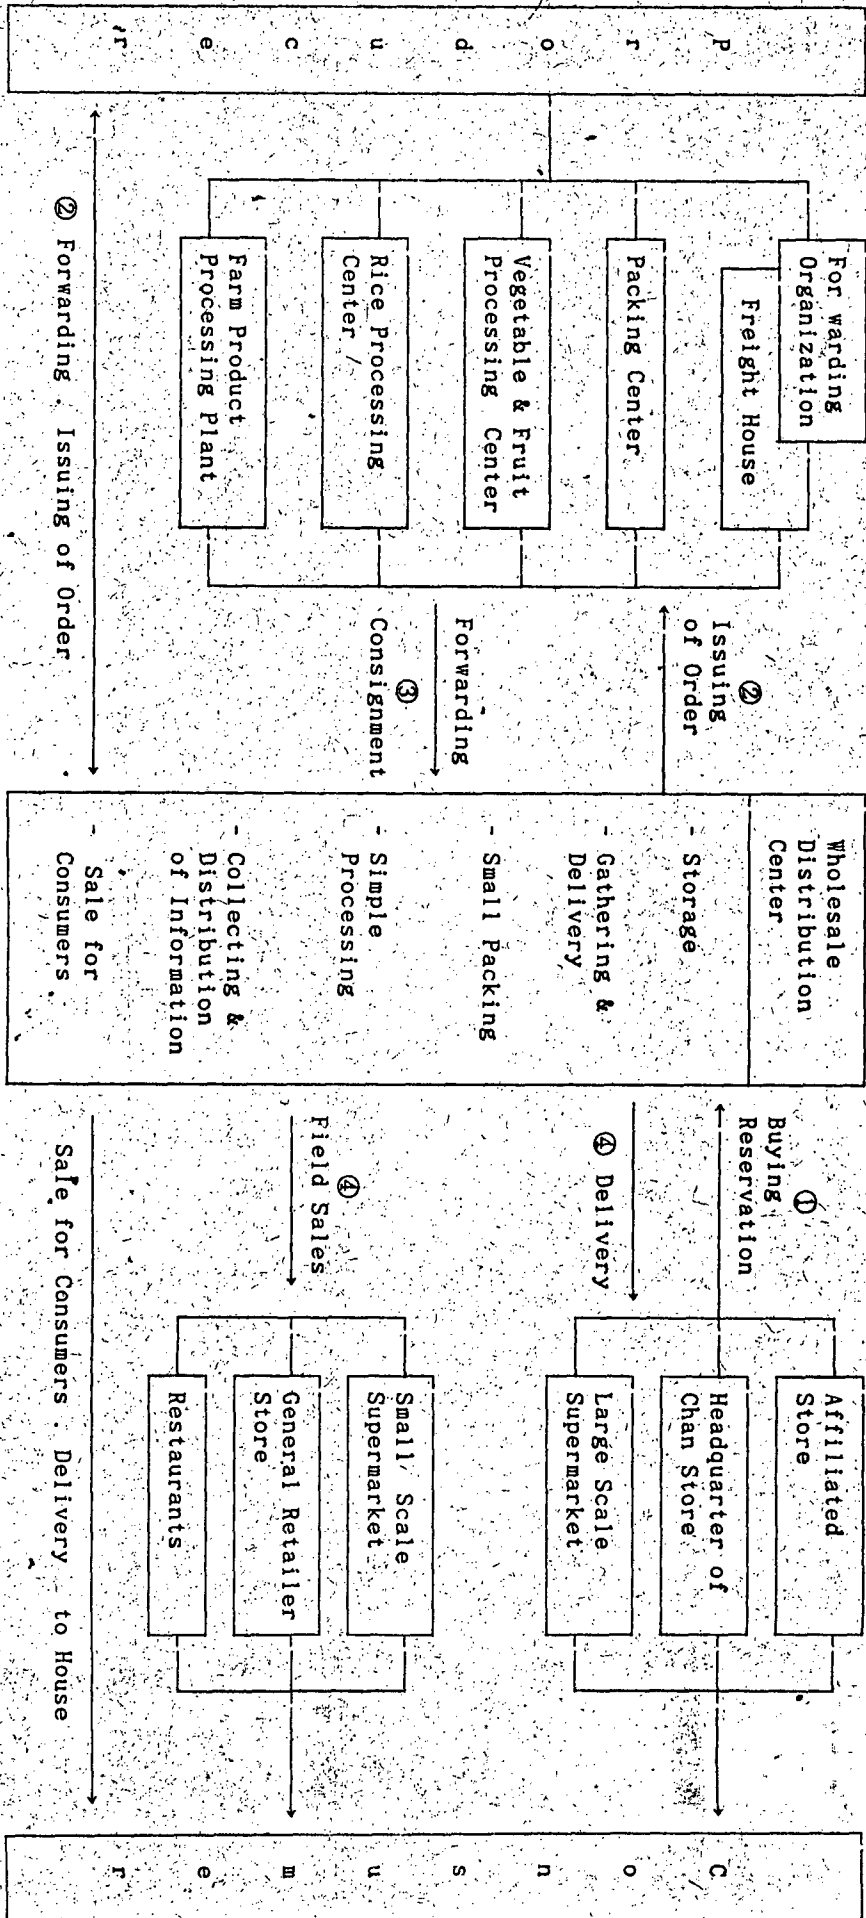 Producer
For warding
Organization
Freight House
Packing Center
Vegetable & Fruit
Processing Center
Rice Processing
Center /
Farm Product
Processing Plant
② Forwarding . Issuing of Order
②
Issuing
of Order
Forwarding
③
Consignment
Wholesale
Distribution
Center
- Storage
- Gathering &
Delivery
- Small Packing
- Simple
Processing
- Collecting &
Distribution
of Information
- Sale for
Consumers
①
Buying
Reservation
④ Delivery
④
Field Sales
Sale for Consumers . Delivery to House
Affiliated
Store
Headquarter of
Chan Store
Large Scale
Supermarket
Small Scale
Supermarket
General Retailer
Store
Restaurants
Consumer